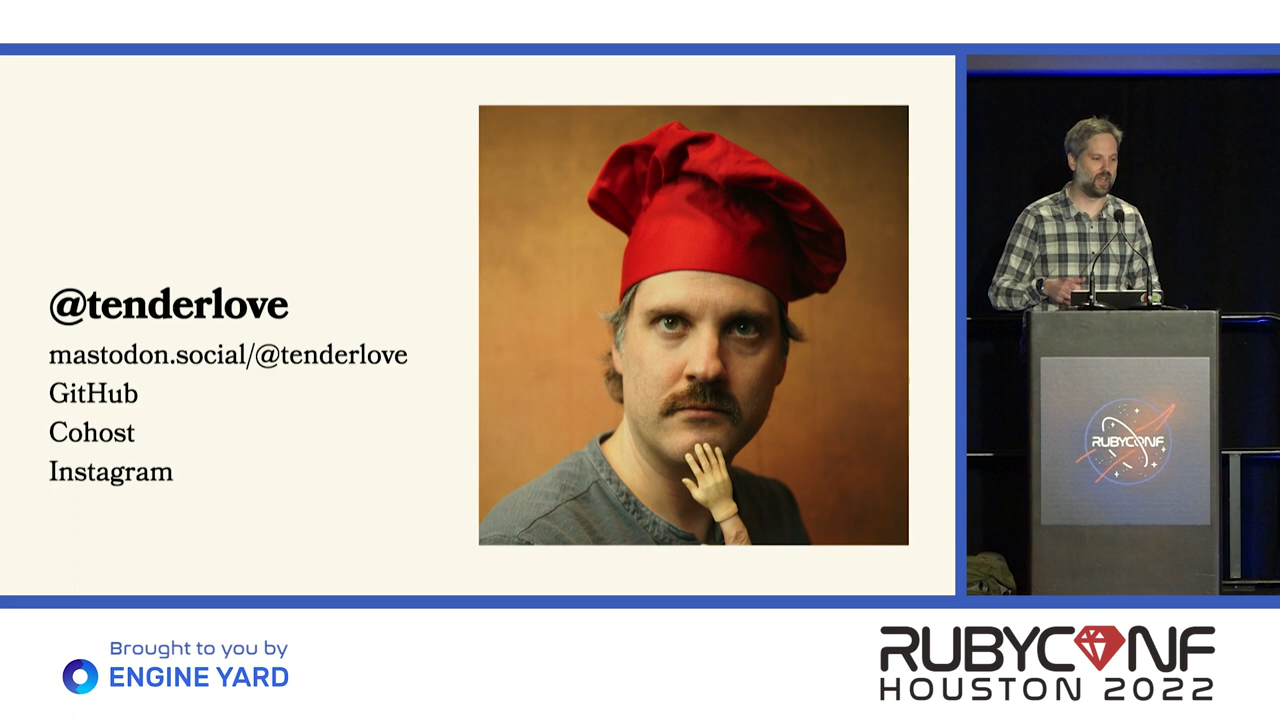 @tenderlove
mastodon.social/@tenderlove
GitHub
Cohost
Instagram
RUBYCONF
Brought to you by
ENGINE YARD
RUBYCONF
HOUSTON 2022